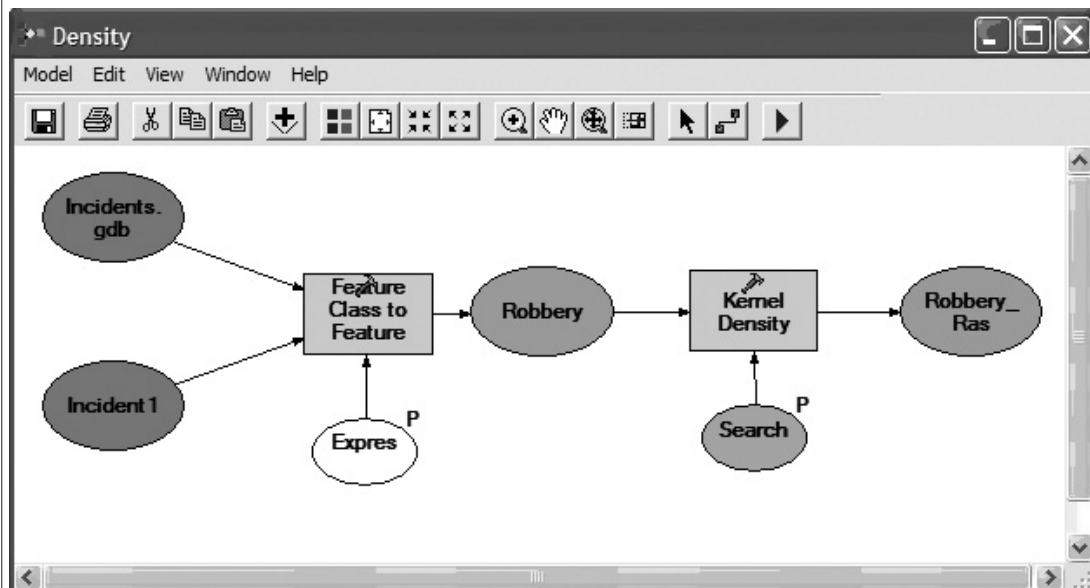 Density
Model Edit View Window Help
Incidents.
gdb
Feature
Class to
Feature
Robbery
Kernel
Density
Robbery_
Ras
Incident1
P
Expres
P
Search